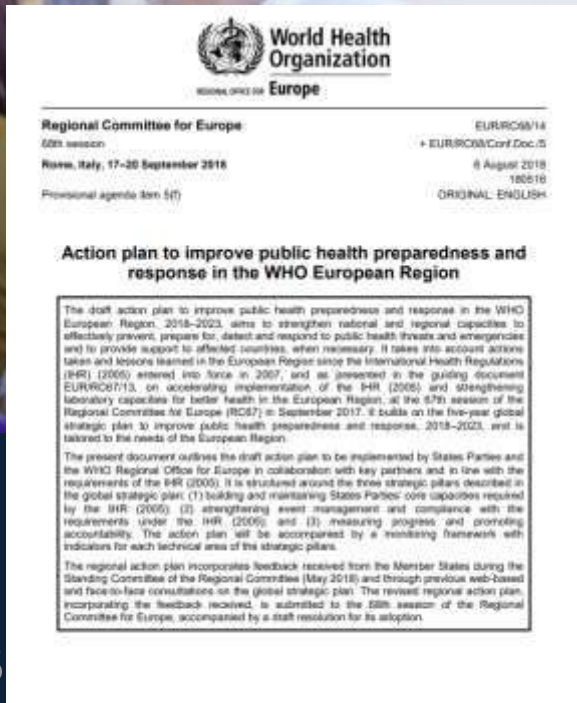 World Health
Organization
REGIONAL OFFICE FOR Europe
Regional Committee for Europe
68th session
Rome, Italy, 17–20 September 2018
Provisional agenda item 5(f)
EUR/RC68/14
+ EUR/RC68/Conf.Doc./5
6 August 2018
180616
ORIGINAL: ENGLISH
Action plan to improve public health preparedness and
response in the WHO European Region
The draft action plan to improve public health preparedness and response in the WHO
European Region, 2018–2023, aims to strengthen national and regional capacities to
effectively prevent, prepare for, detect and respond to public health threats and emergencies
and to provide support to affected countries, when necessary. It takes into account actions
taken and lessons learned in the European Region since the International Health Regulations
(IHR) (2005) entered into force in 2007, and as presented in the guiding document
EUR/RC67/13, on accelerating implementation of the IHR (2005) and strengthening
laboratory capacities for better health in the European Region, at the 67th session of the
Regional Committee for Europe (RC67) in September 2017. It builds on the five-year global
strategic plan to improve public health preparedness and response, 2018–2023, and is
tailored to the needs of the European Region.
The present document outlines the draft action plan to be implemented by States Parties and
the WHO Regional Office for Europe in collaboration with key partners and in line with the
requirements of the IHR (2005). It is structured around the three strategic pillars described in
the global strategic plan: (1) building and maintaining States Parties' core capacities required
by the IHR (2005); (2) strengthening event management and compliance with the
requirements under the IHR (2005); and (3) measuring progress and promoting
accountability. The action plan will be accompanied by a monitoring framework with
indicators for each technical area of the strategic pillars.
The regional action plan incorporates feedback received from the Member States during the
Standing Committee of the Regional Committee (May 2018) and through previous web-based
and face-to-face consultations on the global strategic plan. The revised regional action plan,
incorporating the feedback received, is submitted to the 68th session of the Regional
Committee for Europe, accompanied by a draft resolution for its adoption.